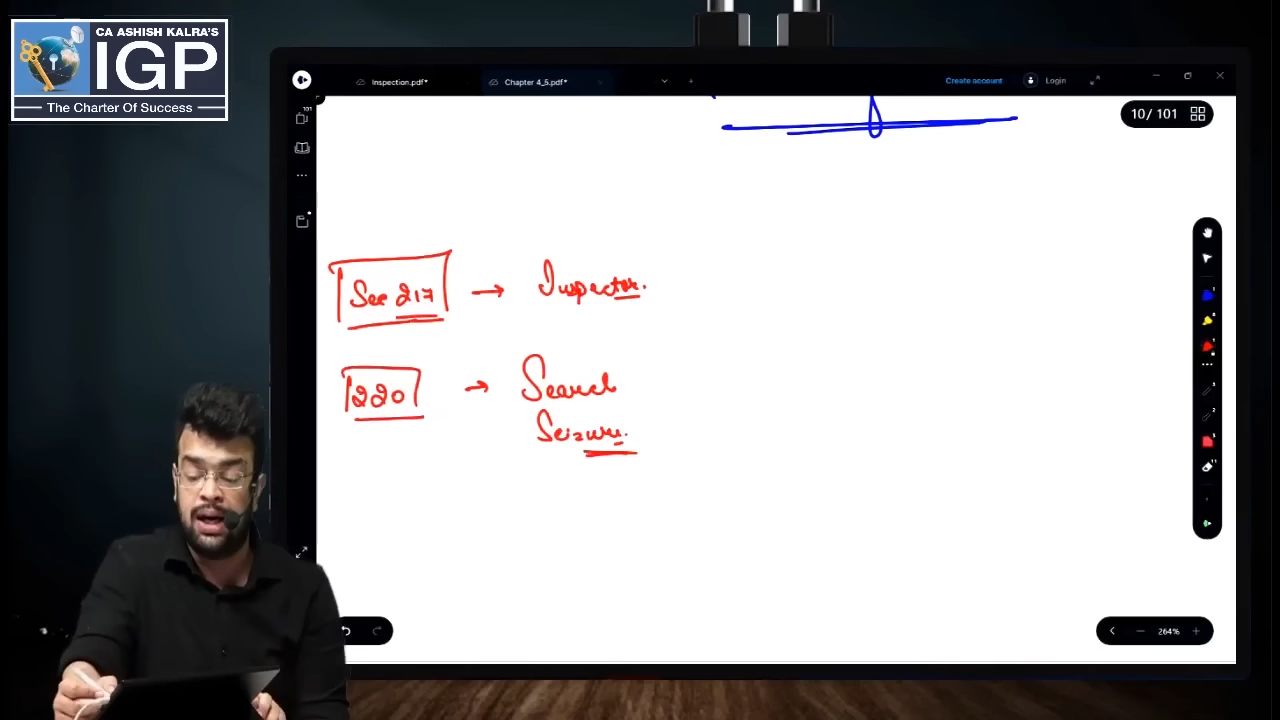 CA ASHISH KALRA'S
IGP
The Charter Of Success
Inspection.pdf*
Chapter 4_5.pdf*
Create account
Login
101
10/ 101
Sec 217 → Inspector.
220 → Search
Seizure.
264%